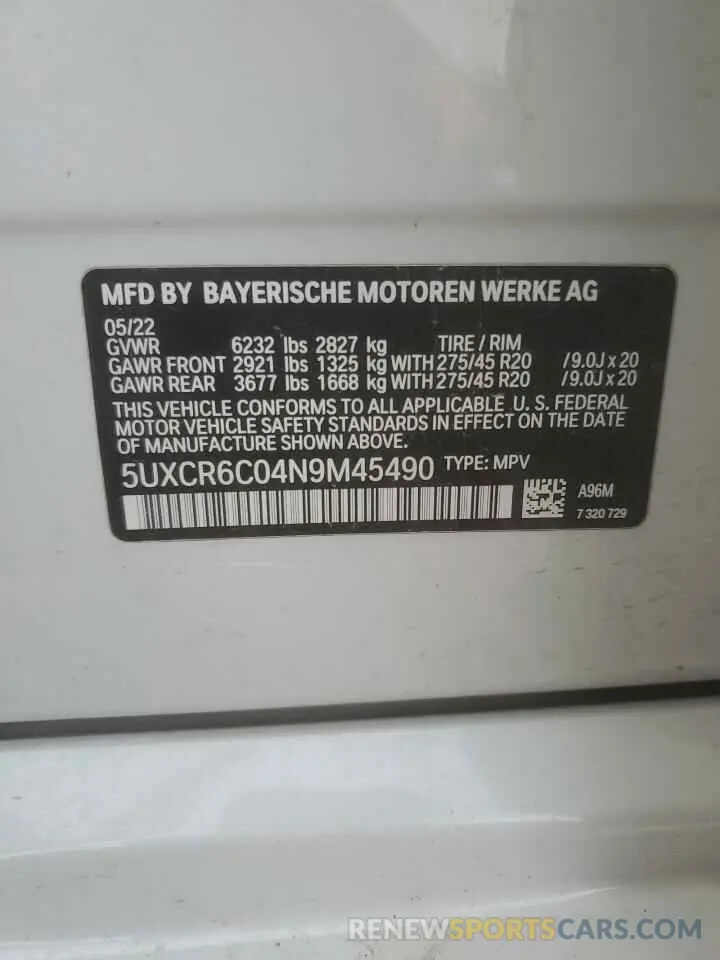 MFD BY BAYERISCHE MOTOREN WERKE AG
05/22
GVWR 6232 lbs 2827 kg TIRE / RIM
GAWR FRONT 2921 lbs 1325 kg WITH 275/45 R20 /9.0J x 20
GAWR REAR 3677 lbs 1668 kg WITH 275/45 R20 /9.0J x 20
THIS VEHICLE CONFORMS TO ALL APPLICABLE U. S. FEDERAL
MOTOR VEHICLE SAFETY STANDARDS IN EFFECT ON THE DATE
OF MANUFACTURE SHOWN ABOVE.
5UXCR6C04N9M45490 TYPE: MPV
A96M
7 320 729
RENEWSPORTSCARS.COM